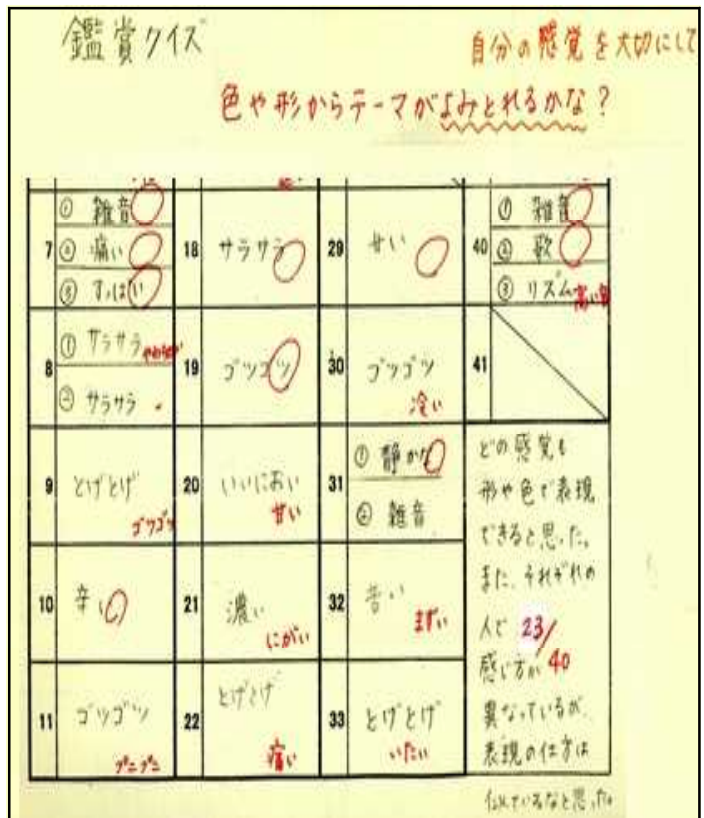 鑑賞クイズ
自分の感覚を大切にして
色や形からテーマがよみとれるかな？
7
① 雑音
② 痛い
③ すっぱい
18 サラサラ
29 甘い
40
① 雑音
② 歌
③ リズム 高い音
8
① サラサラ
② サラサラ
19 ゴツゴツ
30 ゴツゴツ
冷い
41
9 とげとげ
ゴツゴツ
20 いいにおい
甘い
31
① 静か
② 雑音
10 辛い
21 濃い
にがい
32 苦い
まずい
11 ゴツゴツ
プニプニ
22 とげとげ
痛い
33 とげとげ
いたい
どの感覚も
形や色で表現
できると思った。
また、それぞれの
人で
感じ方が
異なっているが、
表現の仕方は
似ているなと思った。
23/40